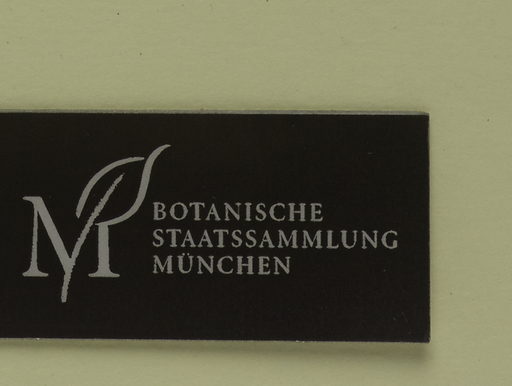 M
BOTANISCHE
STAATSSAMMLUNG
MÜNCHEN